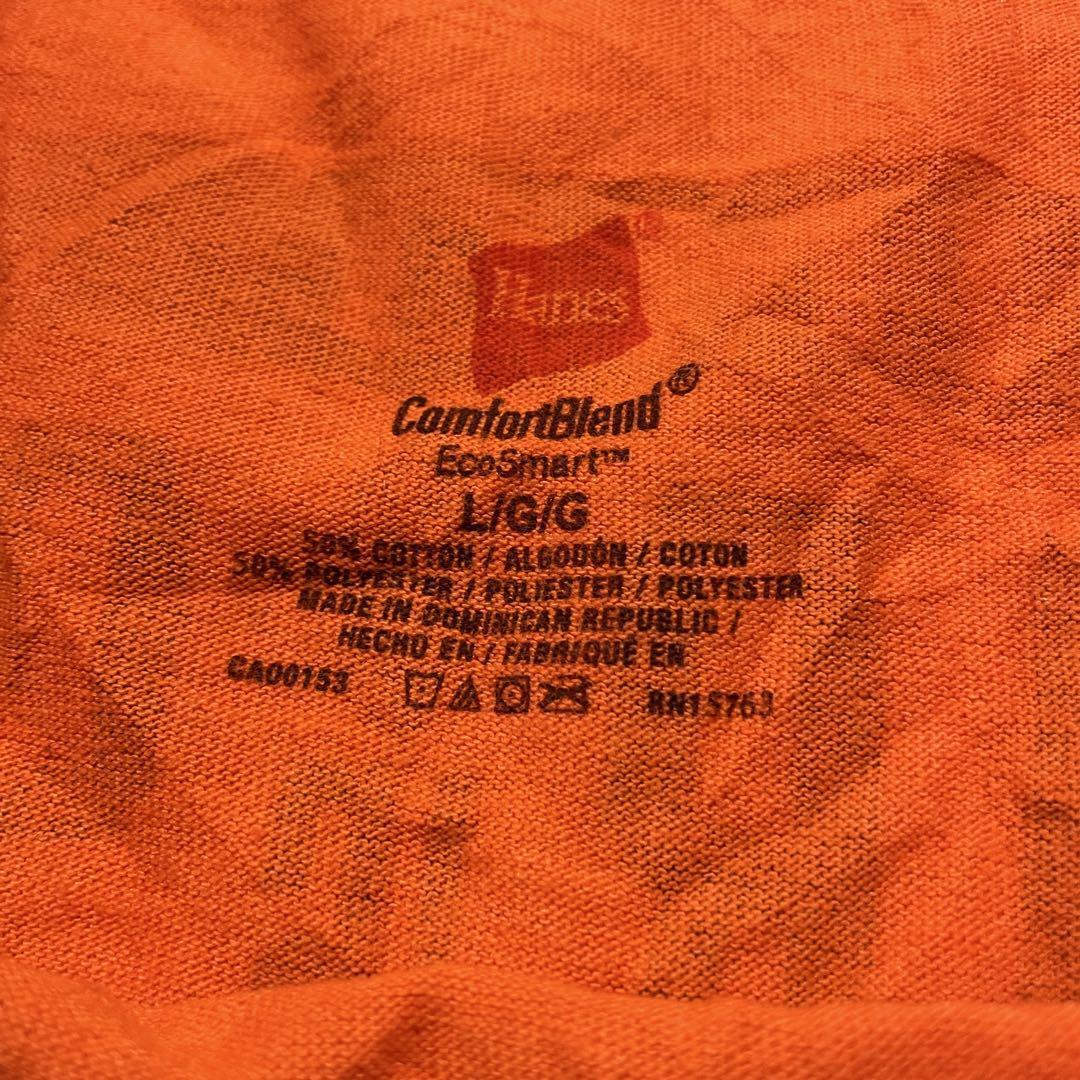 Hanes®
ComfortBlend®
EcoSmart™
L/G/G
50% COTTON / ALGODÓN / COTON
50% POLYESTER / POLIESTER / POLYESTER
MADE IN DOMINICAN REPUBLIC /
HECHO EN / FABRIQUÉ EN
CA00153 RN15763